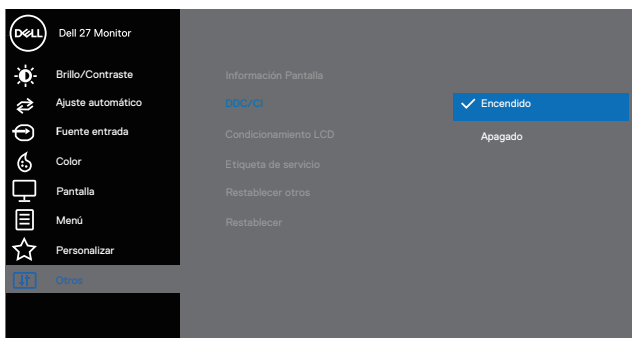 DELL
Dell 27 Monitor
Brillo/Contraste
Ajuste automático
Fuente entrada
Color
Pantalla
Menú
Personalizar
Otros
Información Pantalla
DDC/CI
Condicionamiento LCD
Etiqueta de servicio
Restablecer otros
Restablecer
Encendido
Apagado